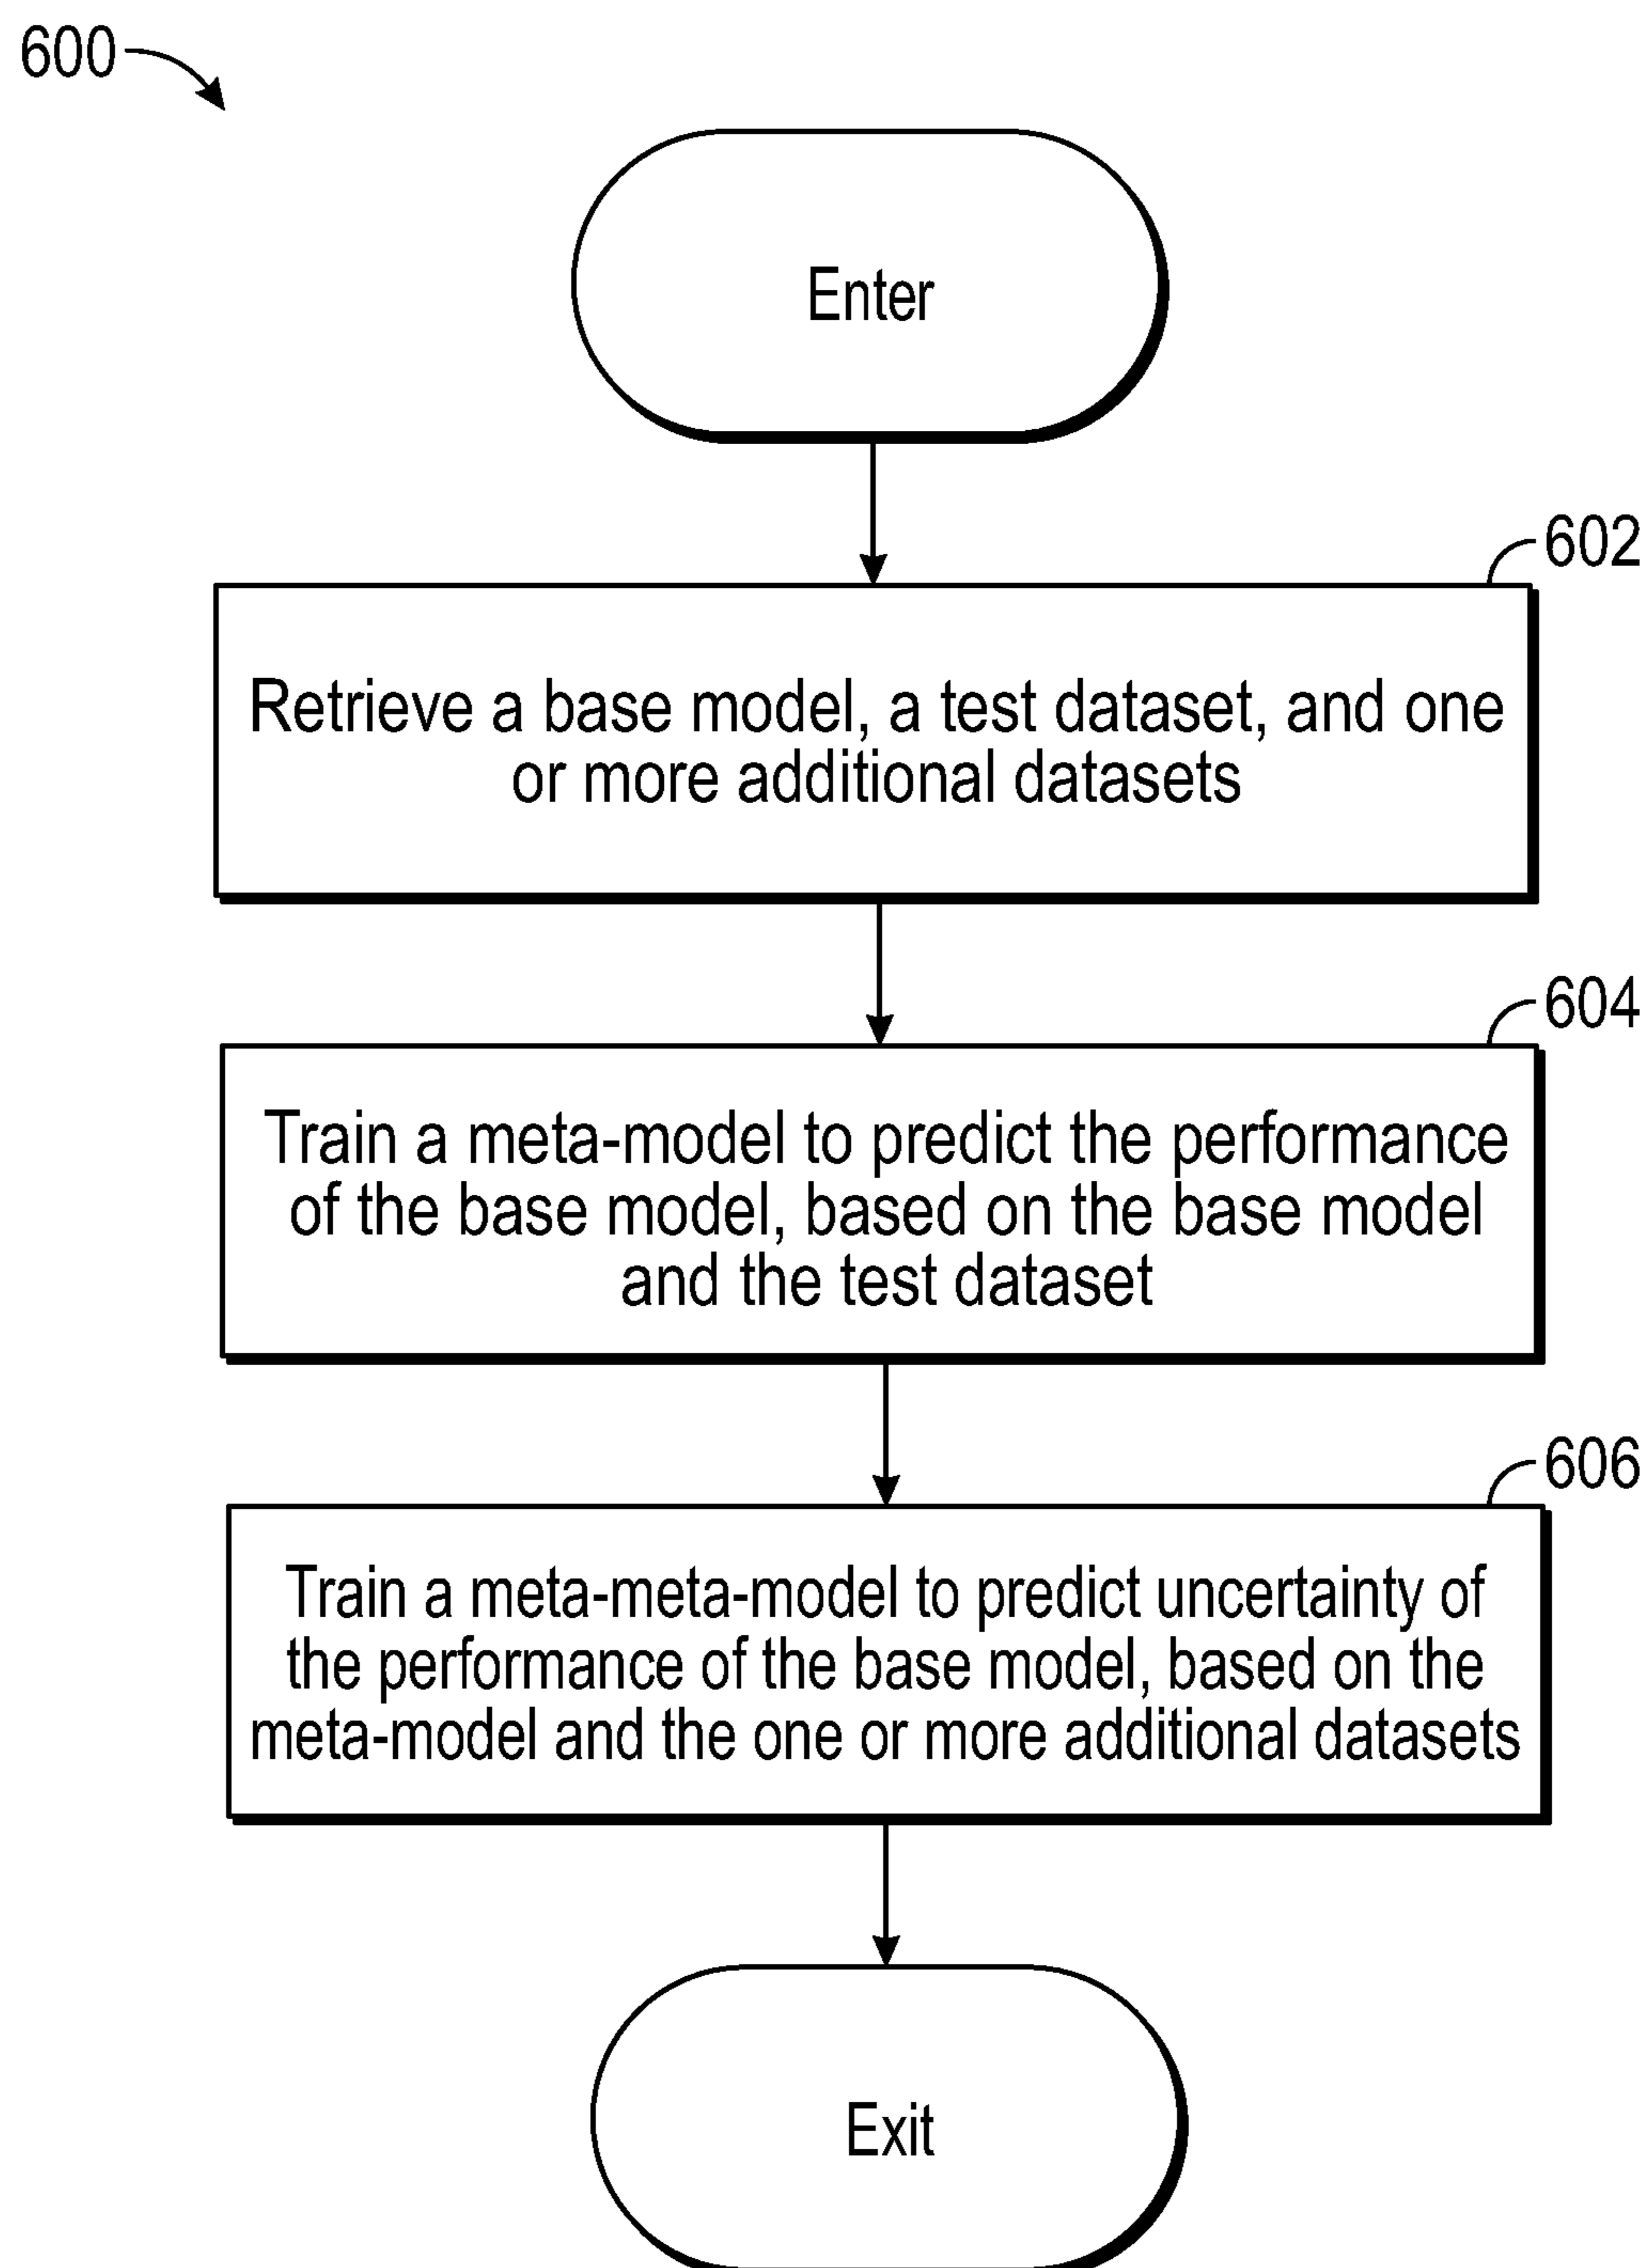 600
Enter
602
Retrieve a base model, a test dataset, and one
or more additional datasets
604
Train a meta-model to predict the performance
of the base model, based on the base model
and the test dataset
606
Train a meta-meta-model to predict uncertainty of
the performance of the base model, based on the
meta-model and the one or more additional datasets
Exit